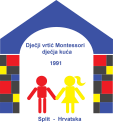 Dječji vrtić Montessori
dječja kuća
1991
Split - Hrvatska